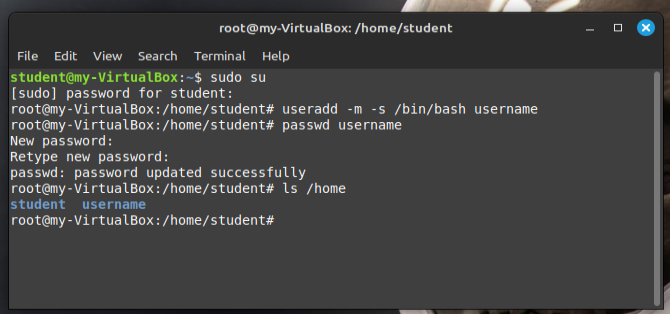 root@my-VirtualBox: /home/student
File Edit View Search Terminal Help
student@my-VirtualBox:~$ sudo su
[sudo] password for student:
root@my-VirtualBox:/home/student# useradd -m -s /bin/bash username
root@my-VirtualBox:/home/student# passwd username
New password:
Retype new password:
passwd: password updated successfully
root@my-VirtualBox:/home/student# ls /home
student  username
root@my-VirtualBox:/home/student#